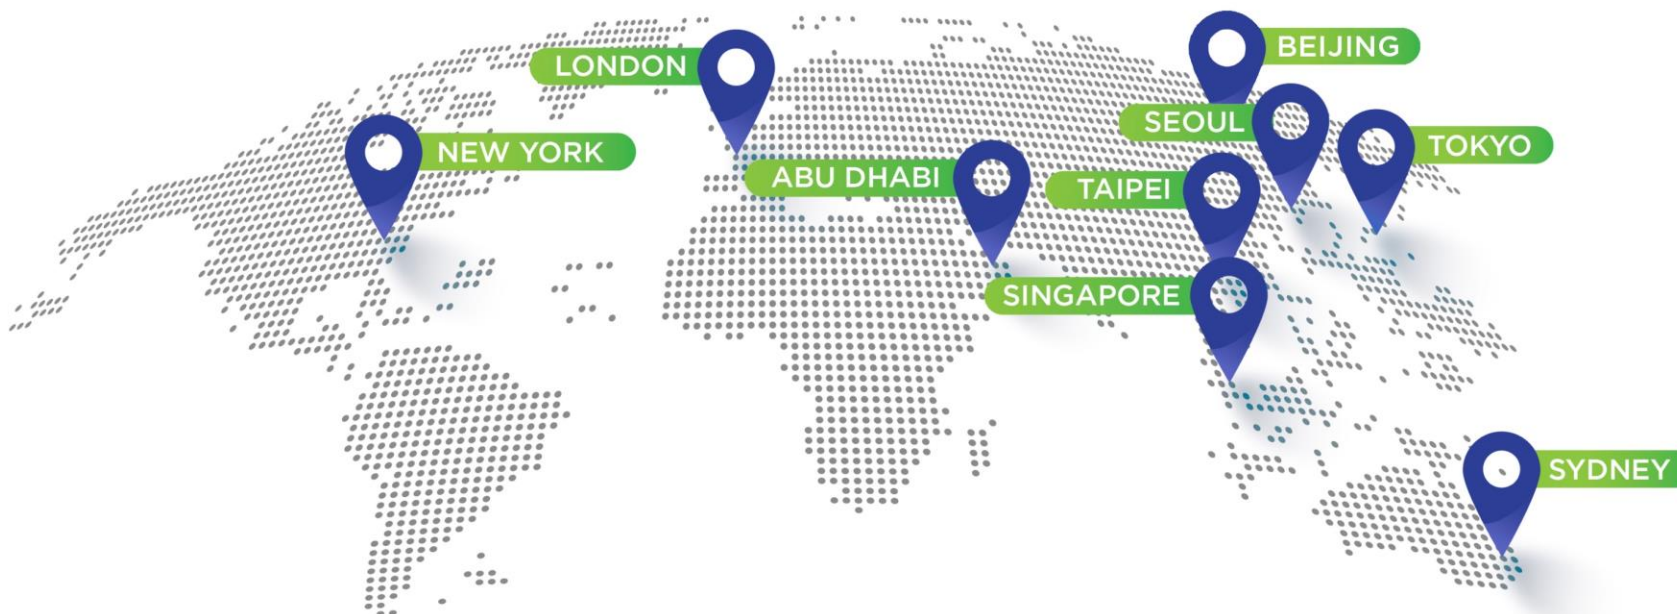 BEIJING
LONDON
SEOUL
TOKYO
NEW YORK
ABU DHABI
TAIPEI
SINGAPORE
SYDNEY